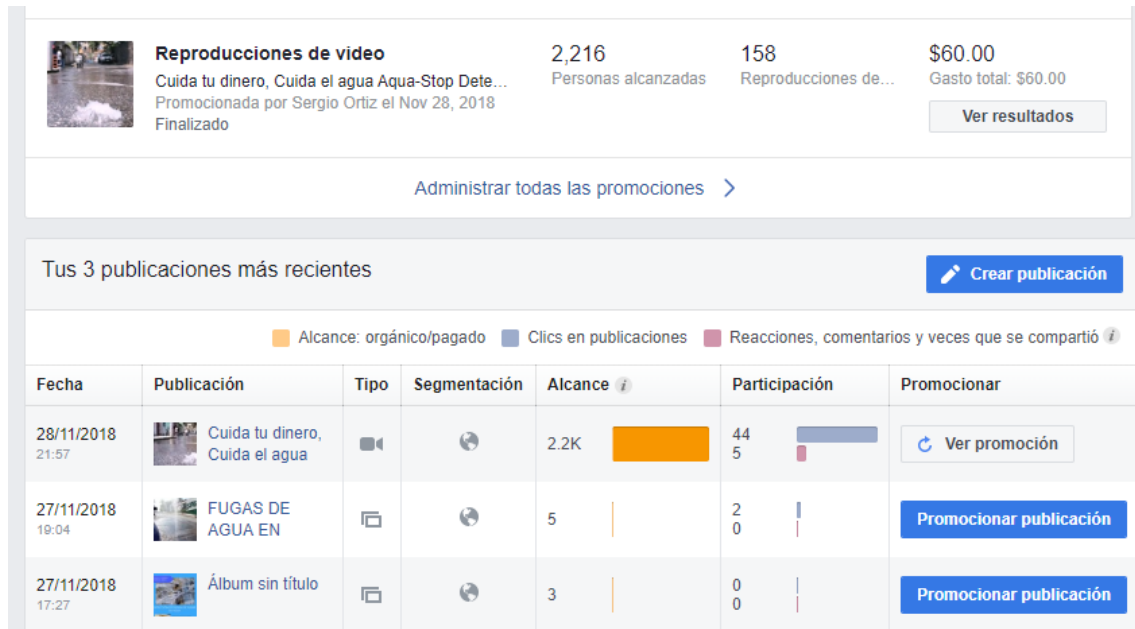 Reproducciones de video
Cuida tu dinero, Cuida el agua Aqua-Stop Dete...
Promocionada por Sergio Ortiz el Nov 28, 2018
Finalizado
2,216
Personas alcanzadas
158
Reproducciones de...
$60.00
Gasto total: $60.00
Ver resultados
Administrar todas las promociones
Tus 3 publicaciones más recientes
Crear publicación
Alcance: orgánico/pagado Clics en publicaciones Reacciones, comentarios y veces que se compartió i
Fecha Publicación Tipo Segmentación Alcance i Participación Promocionar
28/11/2018
21:57
Cuida tu dinero,
Cuida el agua
2.2K
44
5
Ver promoción
27/11/2018
19:04
FUGAS DE
AGUA EN
5
2
0
Promocionar publicación
27/11/2018
17:27
Álbum sin título
3
0
0
Promocionar publicación